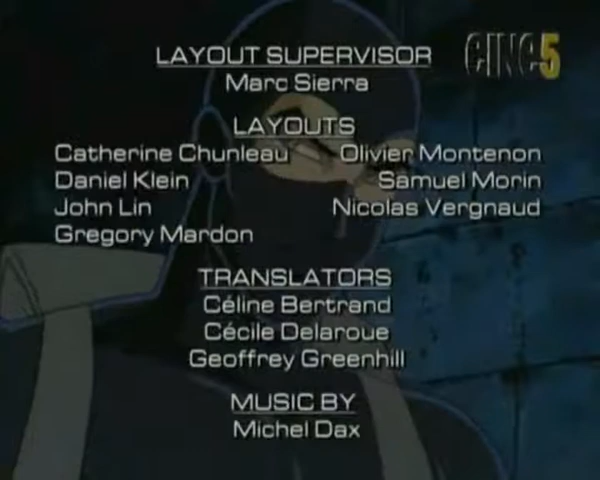 LAYOUT SUPERVISOR
CINE5
Marc Sierra
LAYOUTS
Catherine Chunleau Olivier Montenon
Daniel Klein Samuel Morin
John Lin Nicolas Vergnaud
Gregory Mardon
TRANSLATORS
Céline Bertrand
Cécile Delaroue
Geoffrey Greenhill
MUSIC BY
Michel Dax